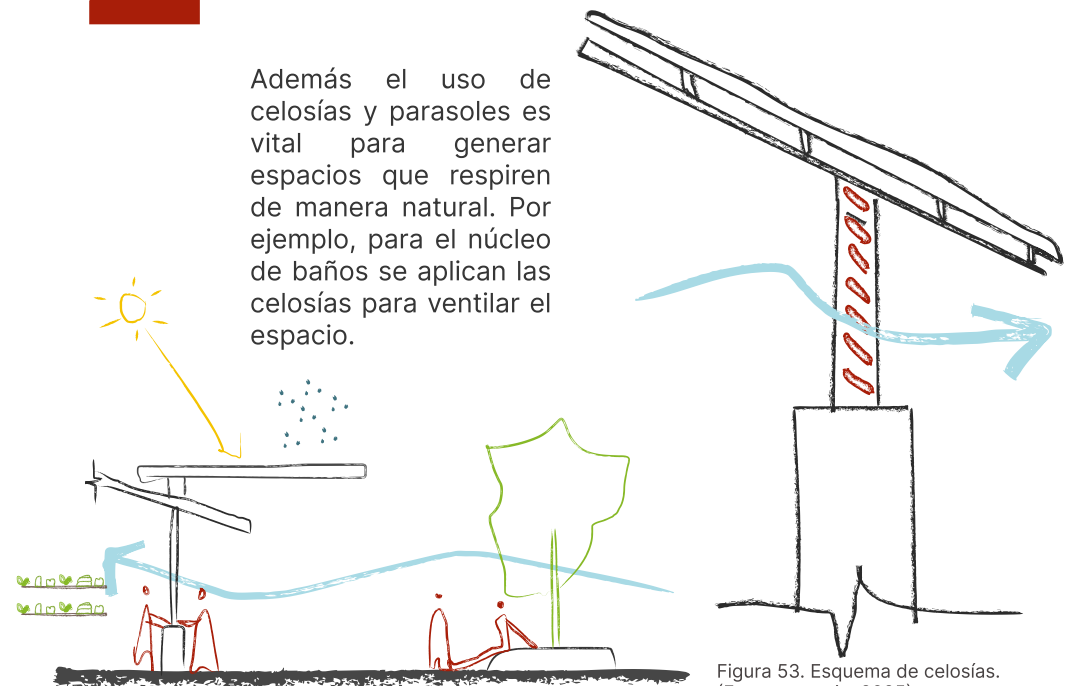 Además el uso de
celosías y parasoles es
vital para generar
espacios que respiren
de manera natural. Por
ejemplo, para el núcleo
de baños se aplican las
celosías para ventilar el
espacio.
Figura 53. Esquema de celosías.